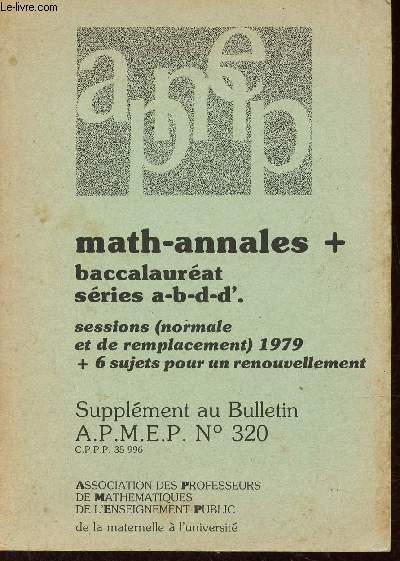 Le-livre.com
apmep
math-annales +
baccalauréat
séries a-b-d-d'.
sessions (normale
et de remplacement) 1979
+ 6 sujets pour un renouvellement
Supplément au Bulletin
A.P.M.E.P. N° 320
C.P.P.P. 35 996
ASSOCIATION DES PROFESSEURS
DE MATHEMATIQUES
DE L'ENSEIGNEMENT PUBLIC
de la maternelle à l'université